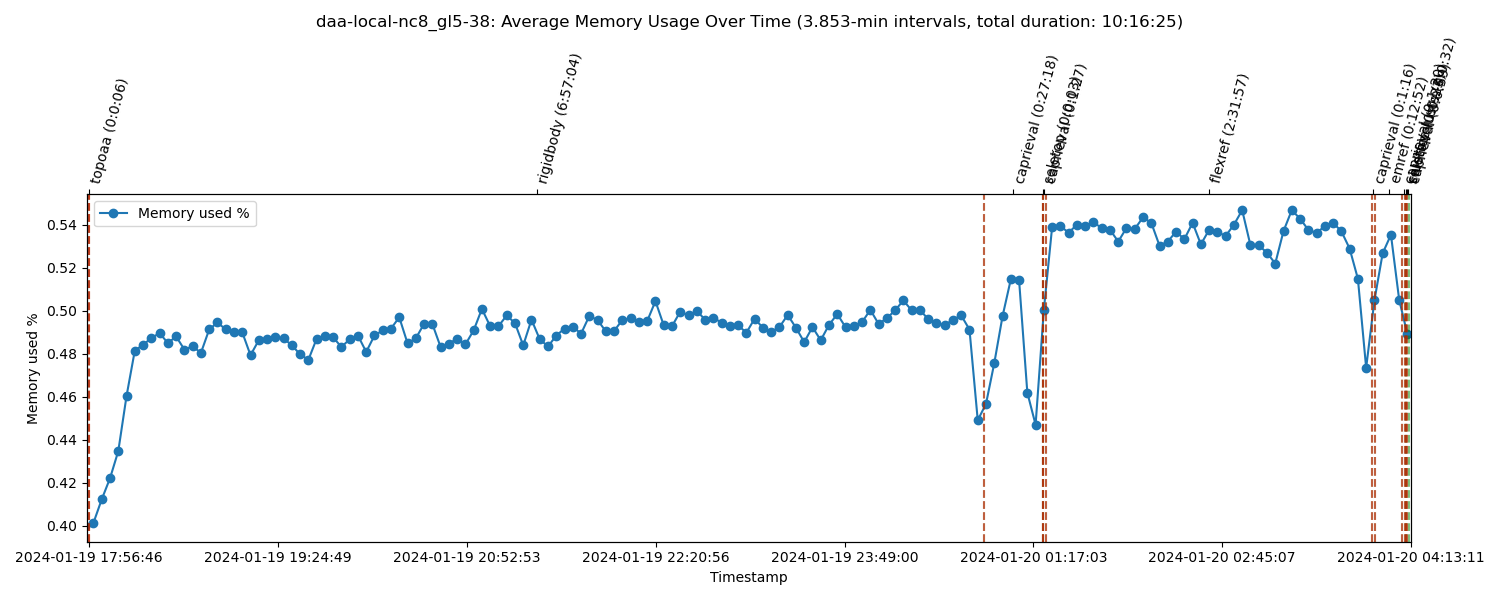 daa-local-nc8_gl5-38: Average Memory Usage Over Time (3.853-min intervals, total duration: 10:16:25)
topoaa (0:0:06)
rigidbody (6:57:04)
caprieval (0:27:18)
flexref (2:31:57)
caprieval (0:1:16)
emref (0:12:52)
Memory used %
0.54
0.52
0.50
0.48
0.46
0.44
0.42
0.40
Memory used %
2024-01-19 17:56:46
2024-01-19 19:24:49
2024-01-19 20:52:53
2024-01-19 22:20:56
2024-01-19 23:49:00
2024-01-20 01:17:03
2024-01-20 02:45:07
2024-01-20 04:13:11
Timestamp